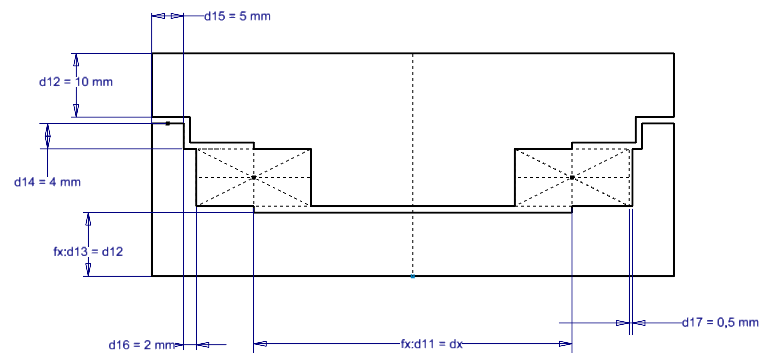 d15 = 5 mm
d12 = 10 mm
d14 = 4 mm
fx:d13 = d12
d17 = 0,5 mm
d16 = 2 mm
fx:d11 = dx